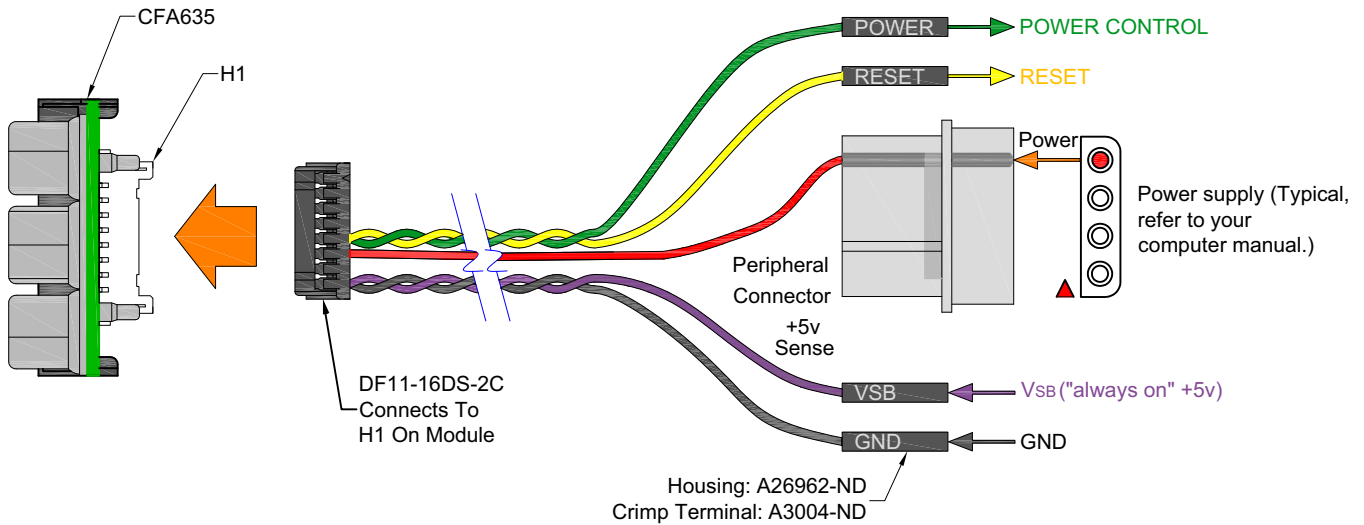 CFA635
H1
POWER
POWER CONTROL
RESET
RESET
Power
Power supply (Typical,
refer to your
computer manual.)
Peripheral
Connector
+5v
Sense
DF11-16DS-2C
Connects To
H1 On Module
VSB
VSB ("always on" +5v)
GND
GND
Housing: A26962-ND
Crimp Terminal: A3004-ND